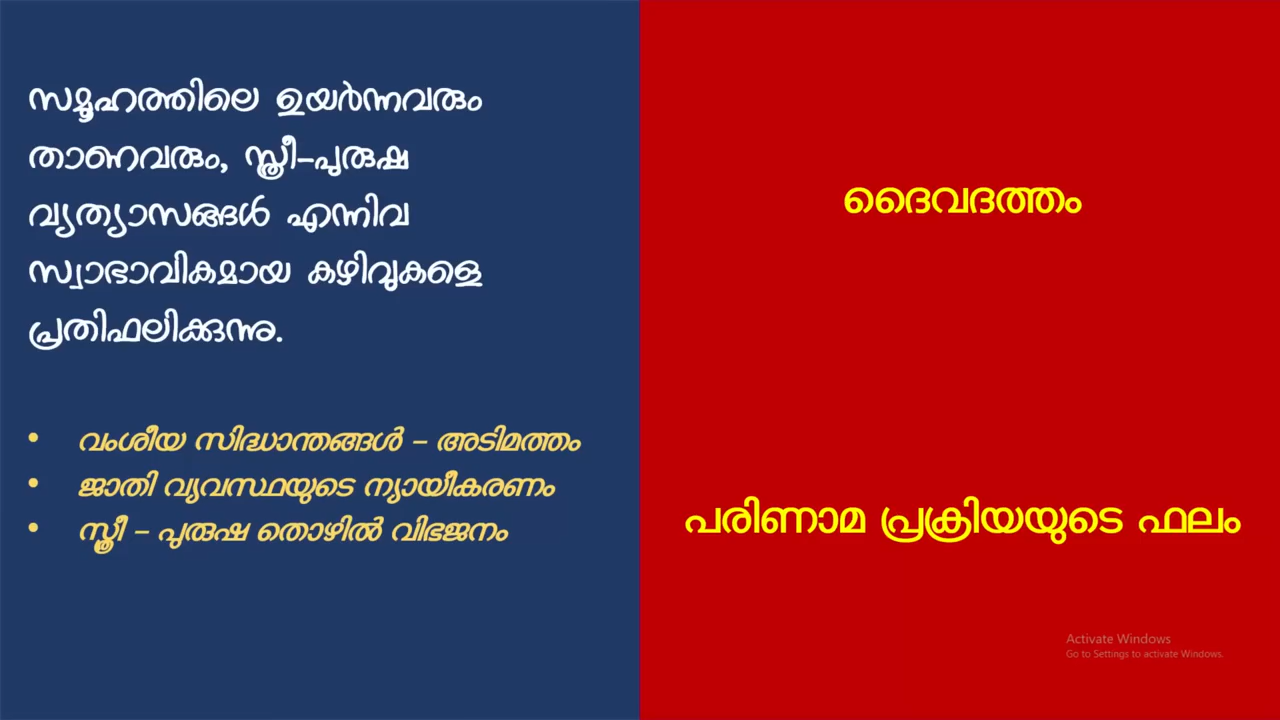 സമൂഹത്തിലെ ഉയർന്നവരും
താണവരും, സ്ത്രീ-പുരുഷ
വ്യത്യാസങ്ങൾ എന്നിവ
സ്വാഭാവികമായ കഴിവുകളെ
പ്രതിഫലിക്കുന്നു.
• വംശീയ സിദ്ധാന്തങ്ങൾ – അടിമത്തം
• ജാതി വ്യവസ്ഥയുടെ ന്യായീകരണം
• സ്ത്രീ – പുരുഷ തൊഴിൽ വിഭജനം
ദൈവദത്തം
പരിണാമ പ്രക്രിയയുടെ ഫലം
Activate Windows
Go to Settings to activate Windows.